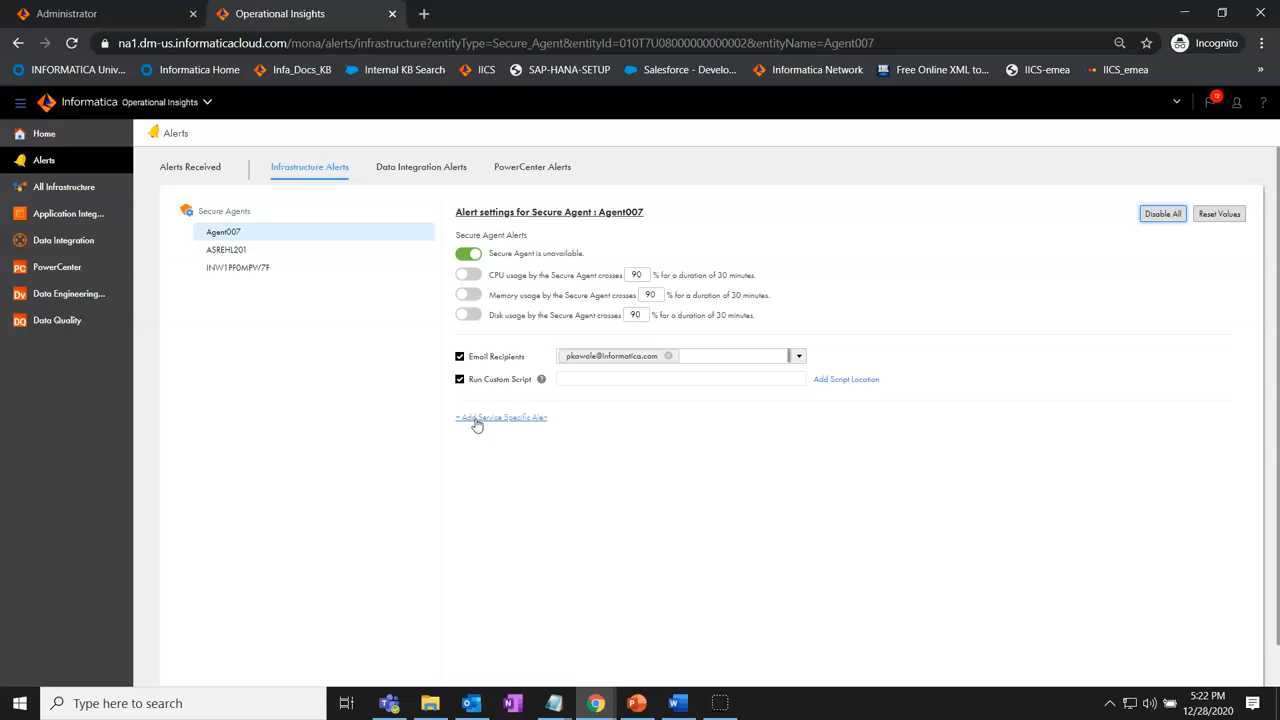 Administrator
Operational Insights
na1.dm-us.informaticacloud.com/mona/alerts/infrastructure?entityType=Secure_Agent&entityId=010T7U08000000000002&entityName=Agent007
Incognito
INFORMATICA Univ...
Informatica Home
Infa_Docs_KB
Internal KB Search
IICS
SAP-HANA-SETUP
Salesforce - Develo...
Informatica Network
Free Online XML to...
IICS-emea
IICS_emea
»
Informatica Operational Insights
12
?
Home
Alerts
All Infrastructure
Application Integ...
Data Integration
PC PowerCenter
Dv Data Engineering...
DQ Data Quality
Alerts
Alerts Received
Infrastructure Alerts
Data Integration Alerts
PowerCenter Alerts
Secure Agents
Agent007
ASREHL201
INW1PF0MPW7F
Alert settings for Secure Agent : Agent007
Disable All
Reset Values
Secure Agent Alerts
Secure Agent is unavailable.
CPU usage by the Secure Agent crosses 90 % for a duration of 30 minutes.
Memory usage by the Secure Agent crosses 90 % for a duration of 30 minutes.
Disk usage by the Secure Agent crosses 90 % for a duration of 30 minutes.
Email Recipients
pkawale@informatica.com
Run Custom Script ?
Add Script Location
+ Add Service Specific Alert
Type here to search
5:22 PM
12/28/2020